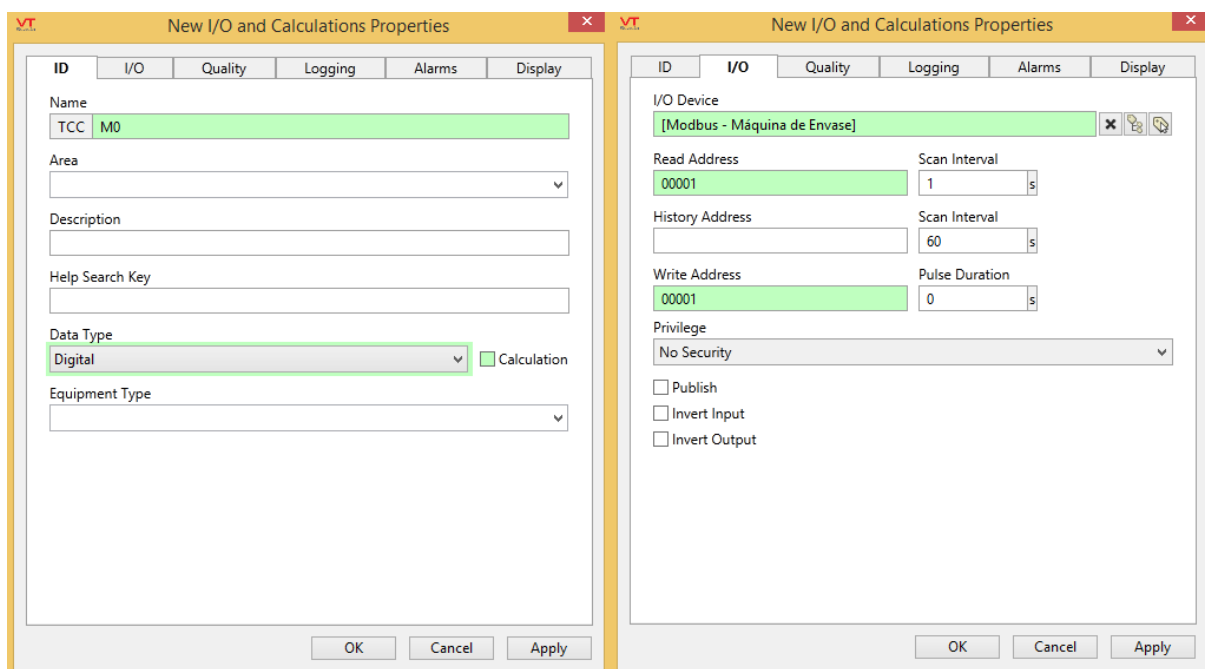 VT New I/O and Calculations Properties ✕
ID I/O Quality Logging Alarms Display
Name
TCC M0
Area
Description
Help Search Key
Data Type
Digital Calculation
Equipment Type
OK Cancel Apply
VT New I/O and Calculations Properties ✕
ID I/O Quality Logging Alarms Display
I/O Device
[Modbus - Máquina de Envase]
Read Address Scan Interval
00001 1 s
History Address Scan Interval
60 s
Write Address Pulse Duration
00001 0 s
Privilege
No Security
Publish
Invert Input
Invert Output
OK Cancel Apply